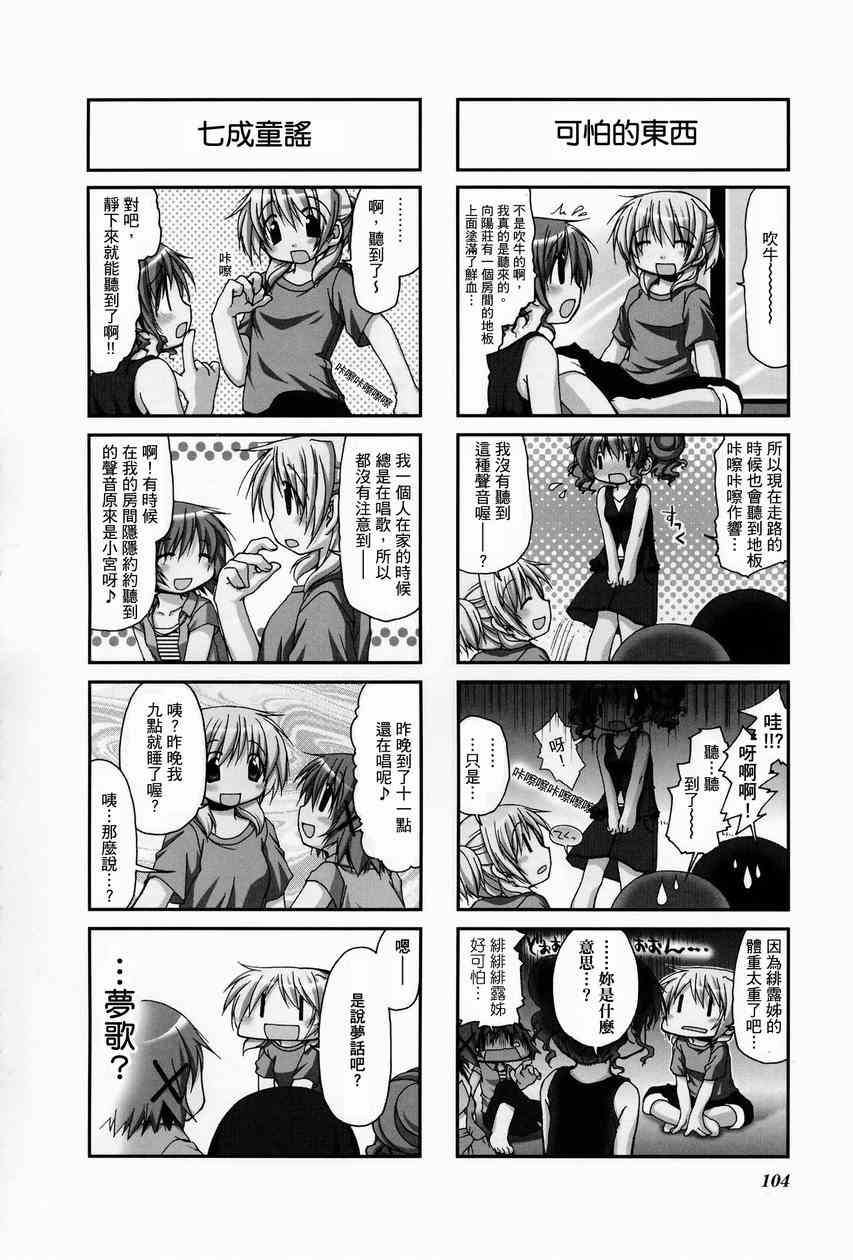 可怕的東西
吹牛～～～～
不是吹牛的啊，
我真的是聽來的。
向陽莊有一個房間的地板
上面塗滿了鮮血…
所以現在走路的
時候也會聽到地板
咔嚓咔嚓作響…
我沒有聽到
這種聲音喔——？
すっく
哇!!?
呀啊啊！
聽…聽
到了～～
呀！
咔嚓嚓咔嚓嚓嚓
……
…只是…
てくっ
因為緋露姊的
體重太重了吧…
……妳是什麼
意思…？
緋緋緋露姊
好可怕…
七成童謠
………
啊，聽到了～
咔嚓
咔嚓咔嚓嚓嚓
對吧，
靜下來就能聽到了啊!!
我一個人在家的時候
總是在唱歌，所以
都沒有注意到——
啊！有時候
在我的房間隱隱約約聽到
的聲音原來是小宮呀♪
昨晚到了十一點
還在唱呢♪
咦？昨晚我
九點就睡了喔？
咦…那麼說…？
嗯——
是說夢話吧？
…夢歌？
104